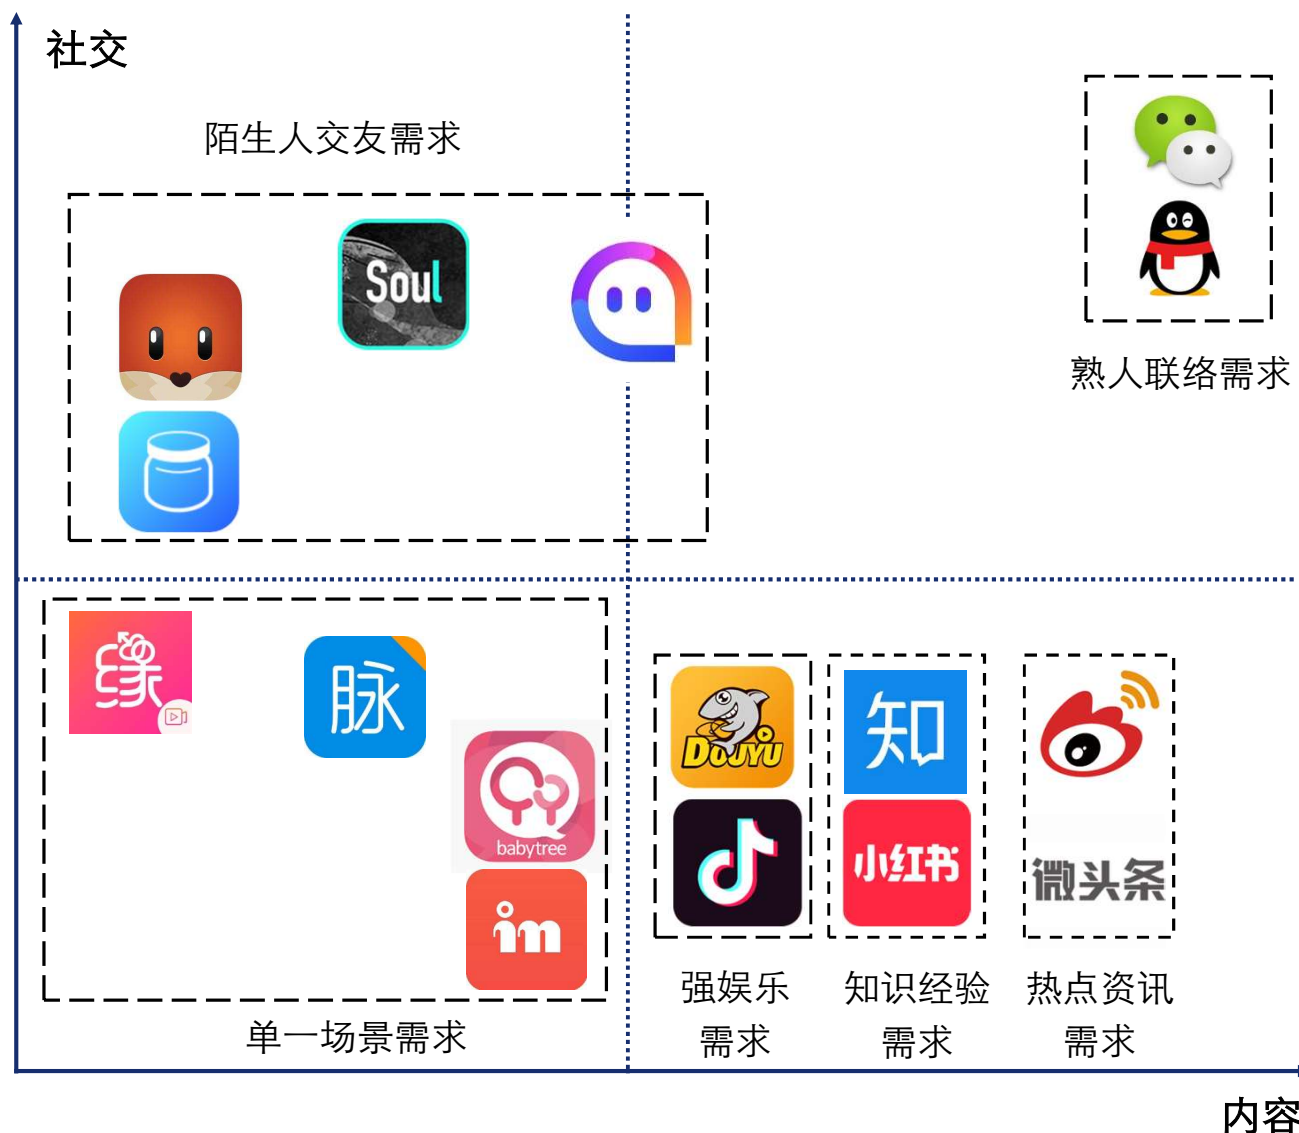 社交
陌生人交友需求
Soul
熟人联络需求
缘
脉
babytree
im
单一场景需求
DOUYU
知
小红书
微头条
强娱乐
需求
知识经验
需求
热点资讯
需求
内容